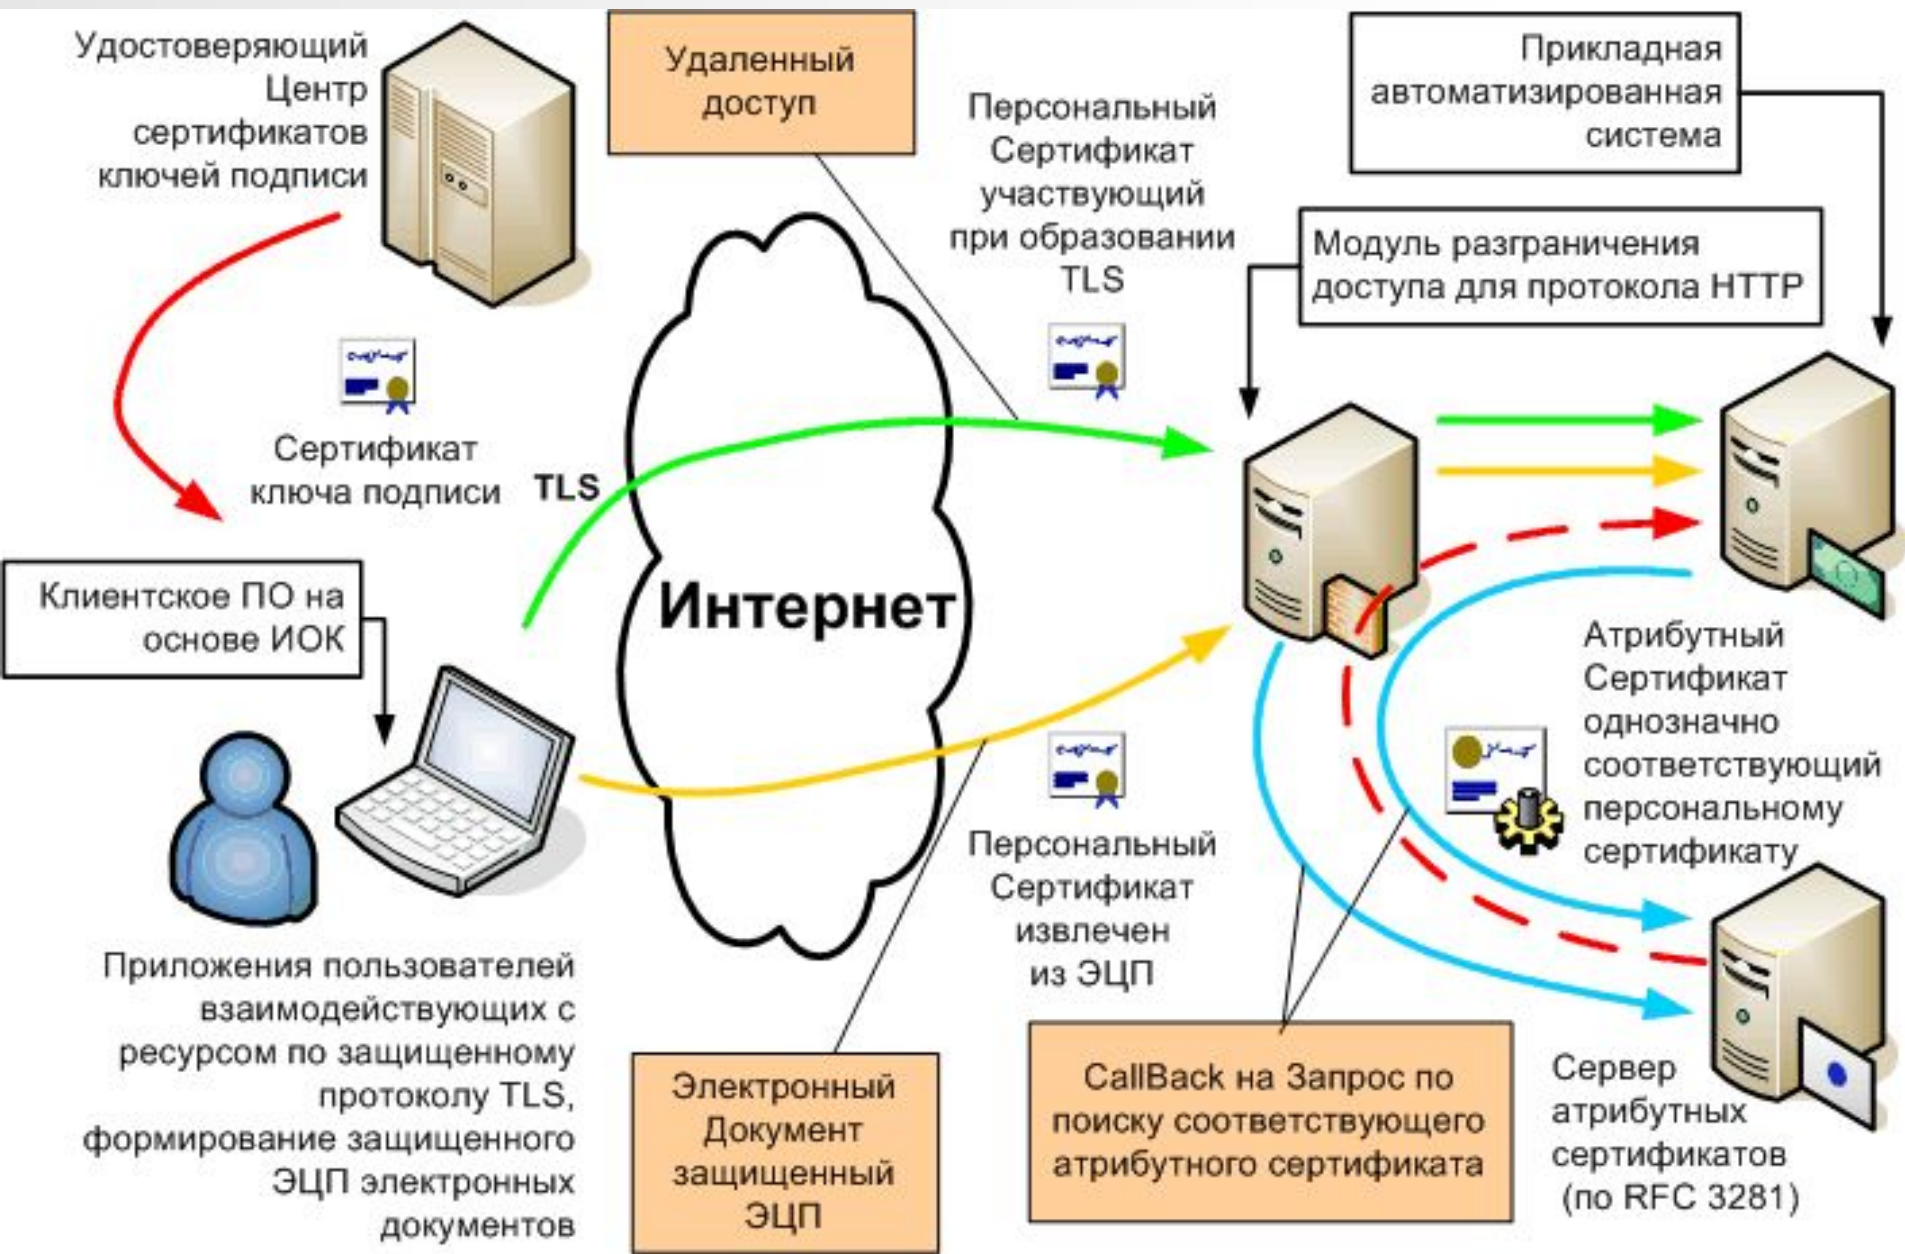 Удостоверяющий
Центр
сертификатов
ключей подписи
Удаленный
доступ
Персональный
Сертификат
участвующий
при образовании
TLS
Прикладная
автоматизированная
система
Модуль разграничения
доступа для протокола HTTP
Сертификат
ключа подписи
TLS
Клиентское ПО на
основе ИОК
Интернет
Атрибутный
Сертификат
однозначно
соответствующий
персональному
сертификату
Персональный
Сертификат
извлечен
из ЭЦП
Приложения пользователей
взаимодействующих с
ресурсом по защищенному
протоколу TLS,
формирование защищенного
ЭЦП электронных
документов
Электронный
Документ
защищенный
ЭЦП
CallBack на Запрос по
поиску соответствующего
атрибутного сертификата
Сервер
атрибутных
сертификатов
(по RFC 3281)